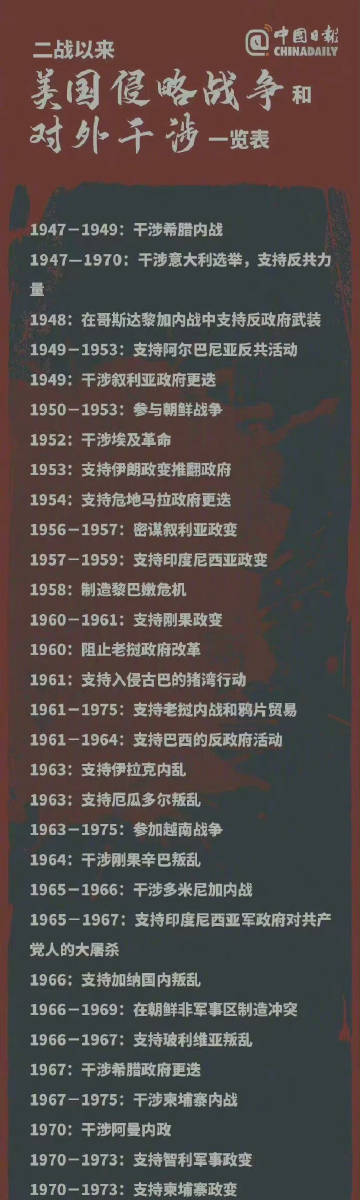 中国日报
CHINADAILY
二战以来
美国侵略战争和
对外干涉一览表
1947－1949：干涉希腊内战
1947—1970：干涉意大利选举，支持反共力
量
1948：在哥斯达黎加内战中支持反政府武装
1949－1953：支持阿尔巴尼亚反共活动
1949：干涉叙利亚政府更迭
1950－1953：参与朝鲜战争
1952：干涉埃及革命
1953：支持伊朗政变推翻政府
1954：支持危地马拉政府更迭
1956－1957：密谋叙利亚政变
1957－1959：支持印度尼西亚政变
1958：制造黎巴嫩危机
1960－1961：支持刚果政变
1960：阻止老挝政府改革
1961：支持入侵古巴的猪湾行动
1961－1975：支持老挝内战和鸦片贸易
1961－1964：支持巴西的反政府活动
1963：支持伊拉克内乱
1963：支持厄瓜多尔叛乱
1963－1975：参加越南战争
1964：干涉刚果辛巴叛乱
1965－1966：干涉多米尼加内战
1965－1967：支持印度尼西亚军政府对共产
党人的大屠杀
1966：支持加纳国内叛乱
1966－1969：在朝鲜非军事区制造冲突
1966－1967：支持玻利维亚叛乱
1967：干涉希腊政府更迭
1967－1975：干涉柬埔寨内战
1970：干涉阿曼内政
1970－1973：支持智利军事政变
1970－1973：支持柬埔寨政变